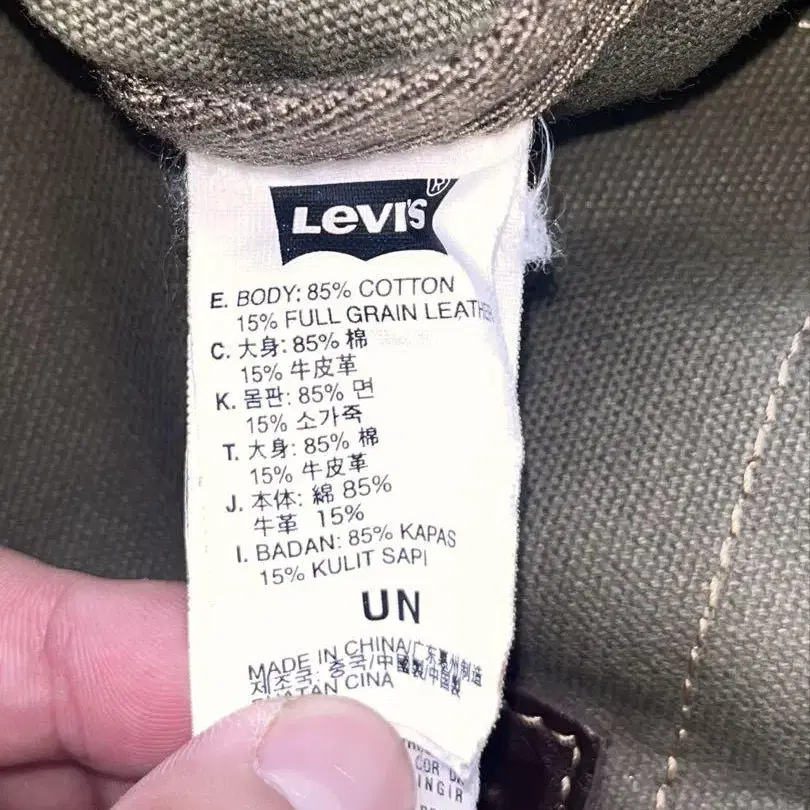 LEVI'S®
E. BODY: 85% COTTON
15% FULL GRAIN LEATHE
C. 大身: 85% 棉
15% 牛皮革
K. 몸판: 85% 면
15% 소가죽
T. 大身: 85% 棉
15% 牛皮革
J. 本体: 綿 85%
牛革 15%
I. BADAN: 85% KAPAS
15% KULIT SAPI
UN
MADE IN CHINA/广东惠州制造
제조국: 중국/中國製/中国製
CINA
COR
INGIR